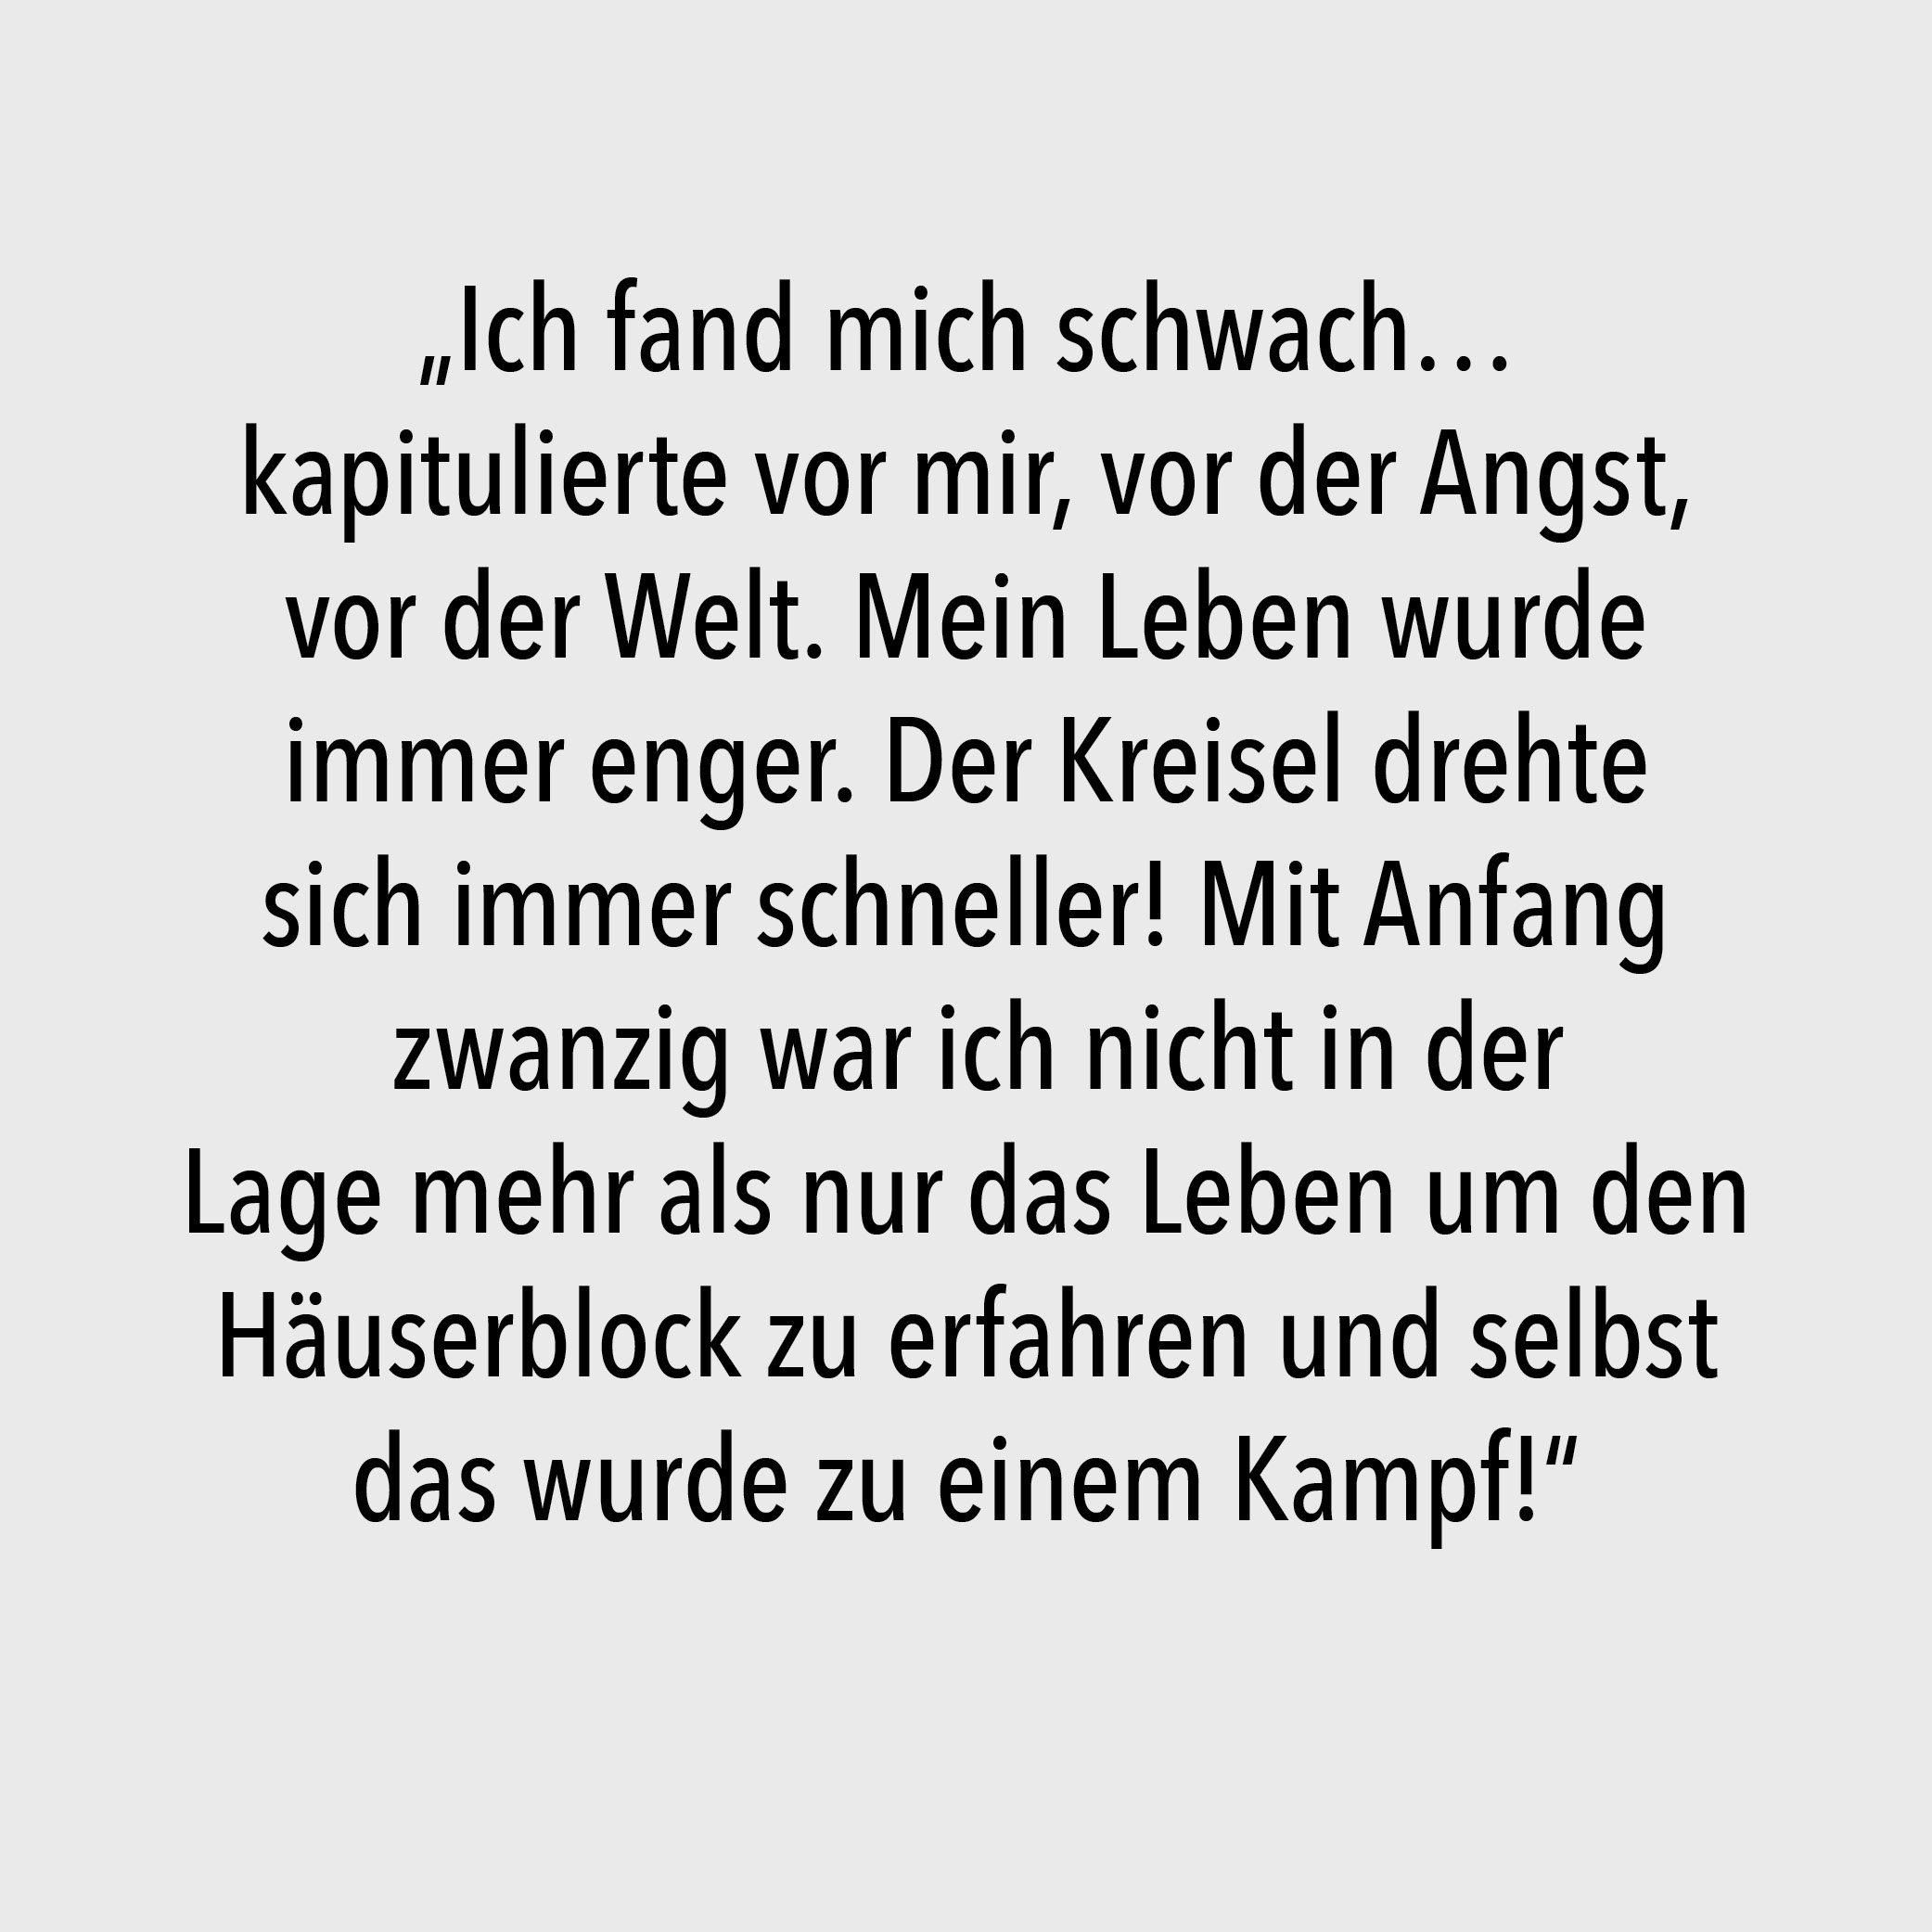 „Ich fand mich schwach…
kapitulierte vor mir, vor der Angst,
vor der Welt. Mein Leben wurde
immer enger. Der Kreisel drehte
sich immer schneller! Mit Anfang
zwanzig war ich nicht in der
Lage mehr als nur das Leben um den
Häuserblock zu erfahren und selbst
das wurde zu einem Kampf!“